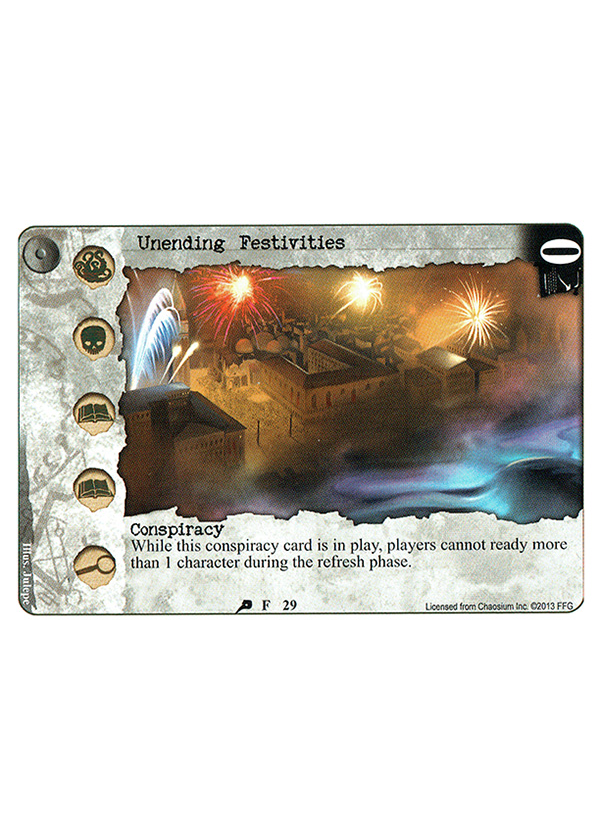 Unending Festivities
0
Conspiracy
While this conspiracy card is in play, players cannot ready more
than 1 character during the refresh phase.
Illus. Julepe
F 29
Licensed from Chaosium Inc. ©2013 FFG